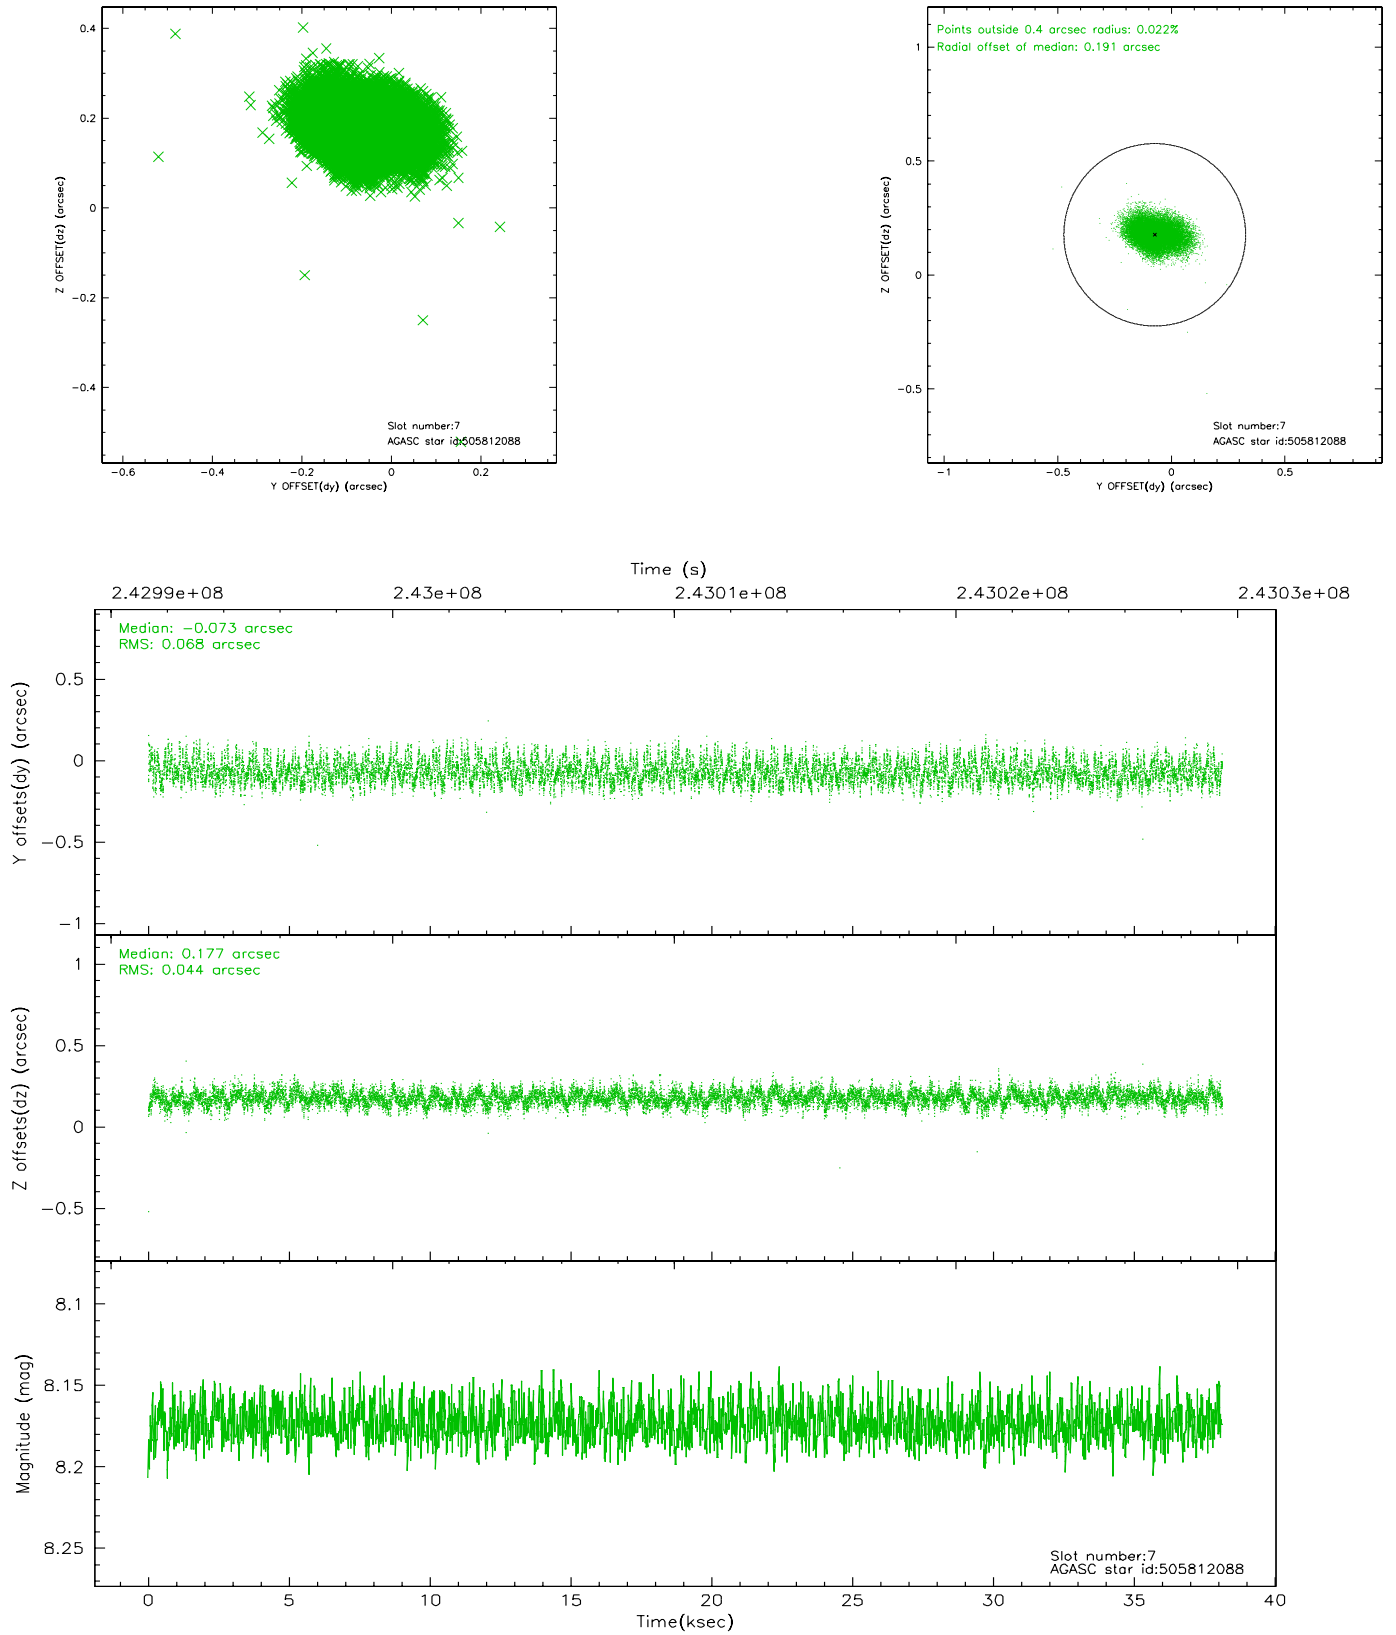 0.4
0.2
0
−0.2
−0.4
Z OFFSET(dz) (arcsec)
Slot number:7
AGASC star id:505812088
−0.6
−0.4
−0.2
0
0.2
Y OFFSET(dy) (arcsec)
Points outside 0.4 arcsec radius: 0.022%
Radial offset of median: 0.191 arcsec
1
0.5
0
−0.5
Z OFFSET(dz) (arcsec)
Slot number:7
AGASC star id:505812088
−1
−0.5
0
0.5
Y OFFSET(dy) (arcsec)
Time (s)
2.4299e+08
2.43e+08
2.4301e+08
2.4302e+08
2.4303e+08
Median: −0.073 arcsec
RMS: 0.068 arcsec
0.5
0
−0.5
−1
Y offsets(dy) (arcsec)
Median: 0.177 arcsec
RMS: 0.044 arcsec
1
0.5
0
−0.5
Z offsets(dz) (arcsec)
8.1
8.15
8.2
8.25
Magnitude (mag)
Slot number:7
AGASC star id:505812088
0
5
10
15
20
25
30
35
40
Time(ksec)